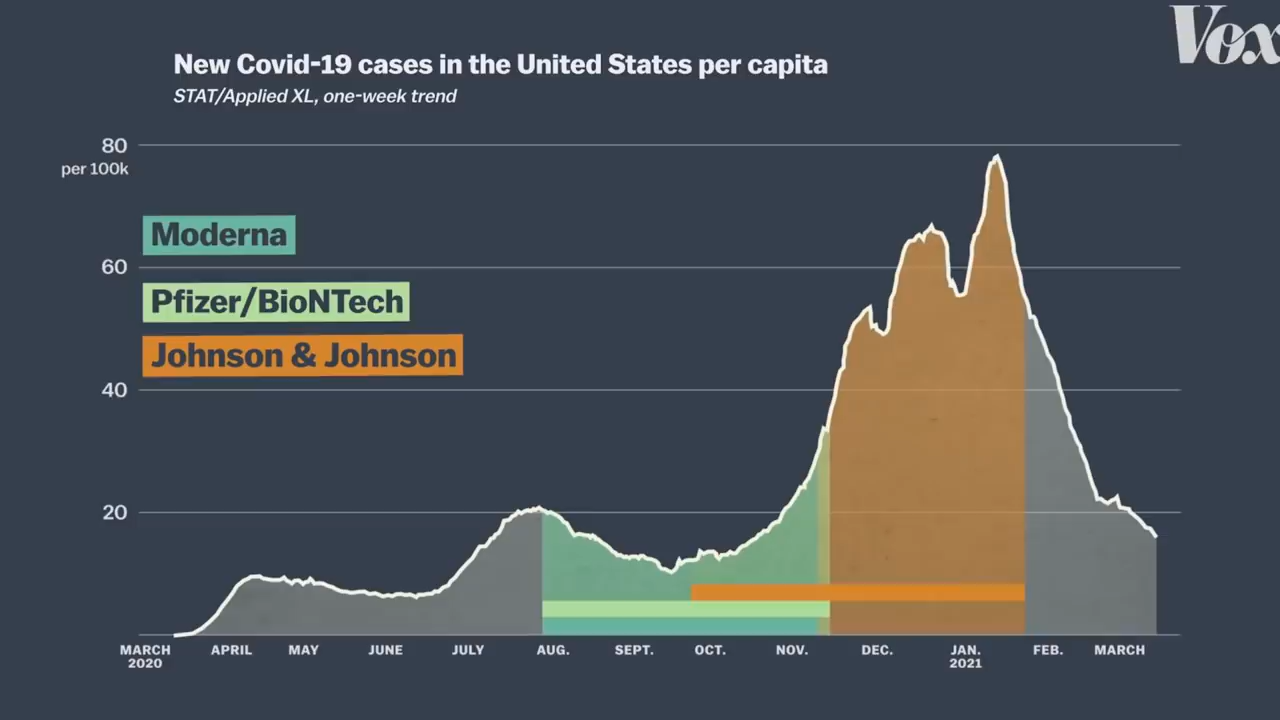 Vox
New Covid-19 cases in the United States per capita
STAT/Applied XL, one-week trend
80
per 100k
Moderna
60
Pfizer/BioNTech
Johnson & Johnson
40
20
MARCH APRIL MAY JUNE JULY AUG. SEPT. OCT. NOV. DEC. JAN. FEB. MARCH
2020 2021